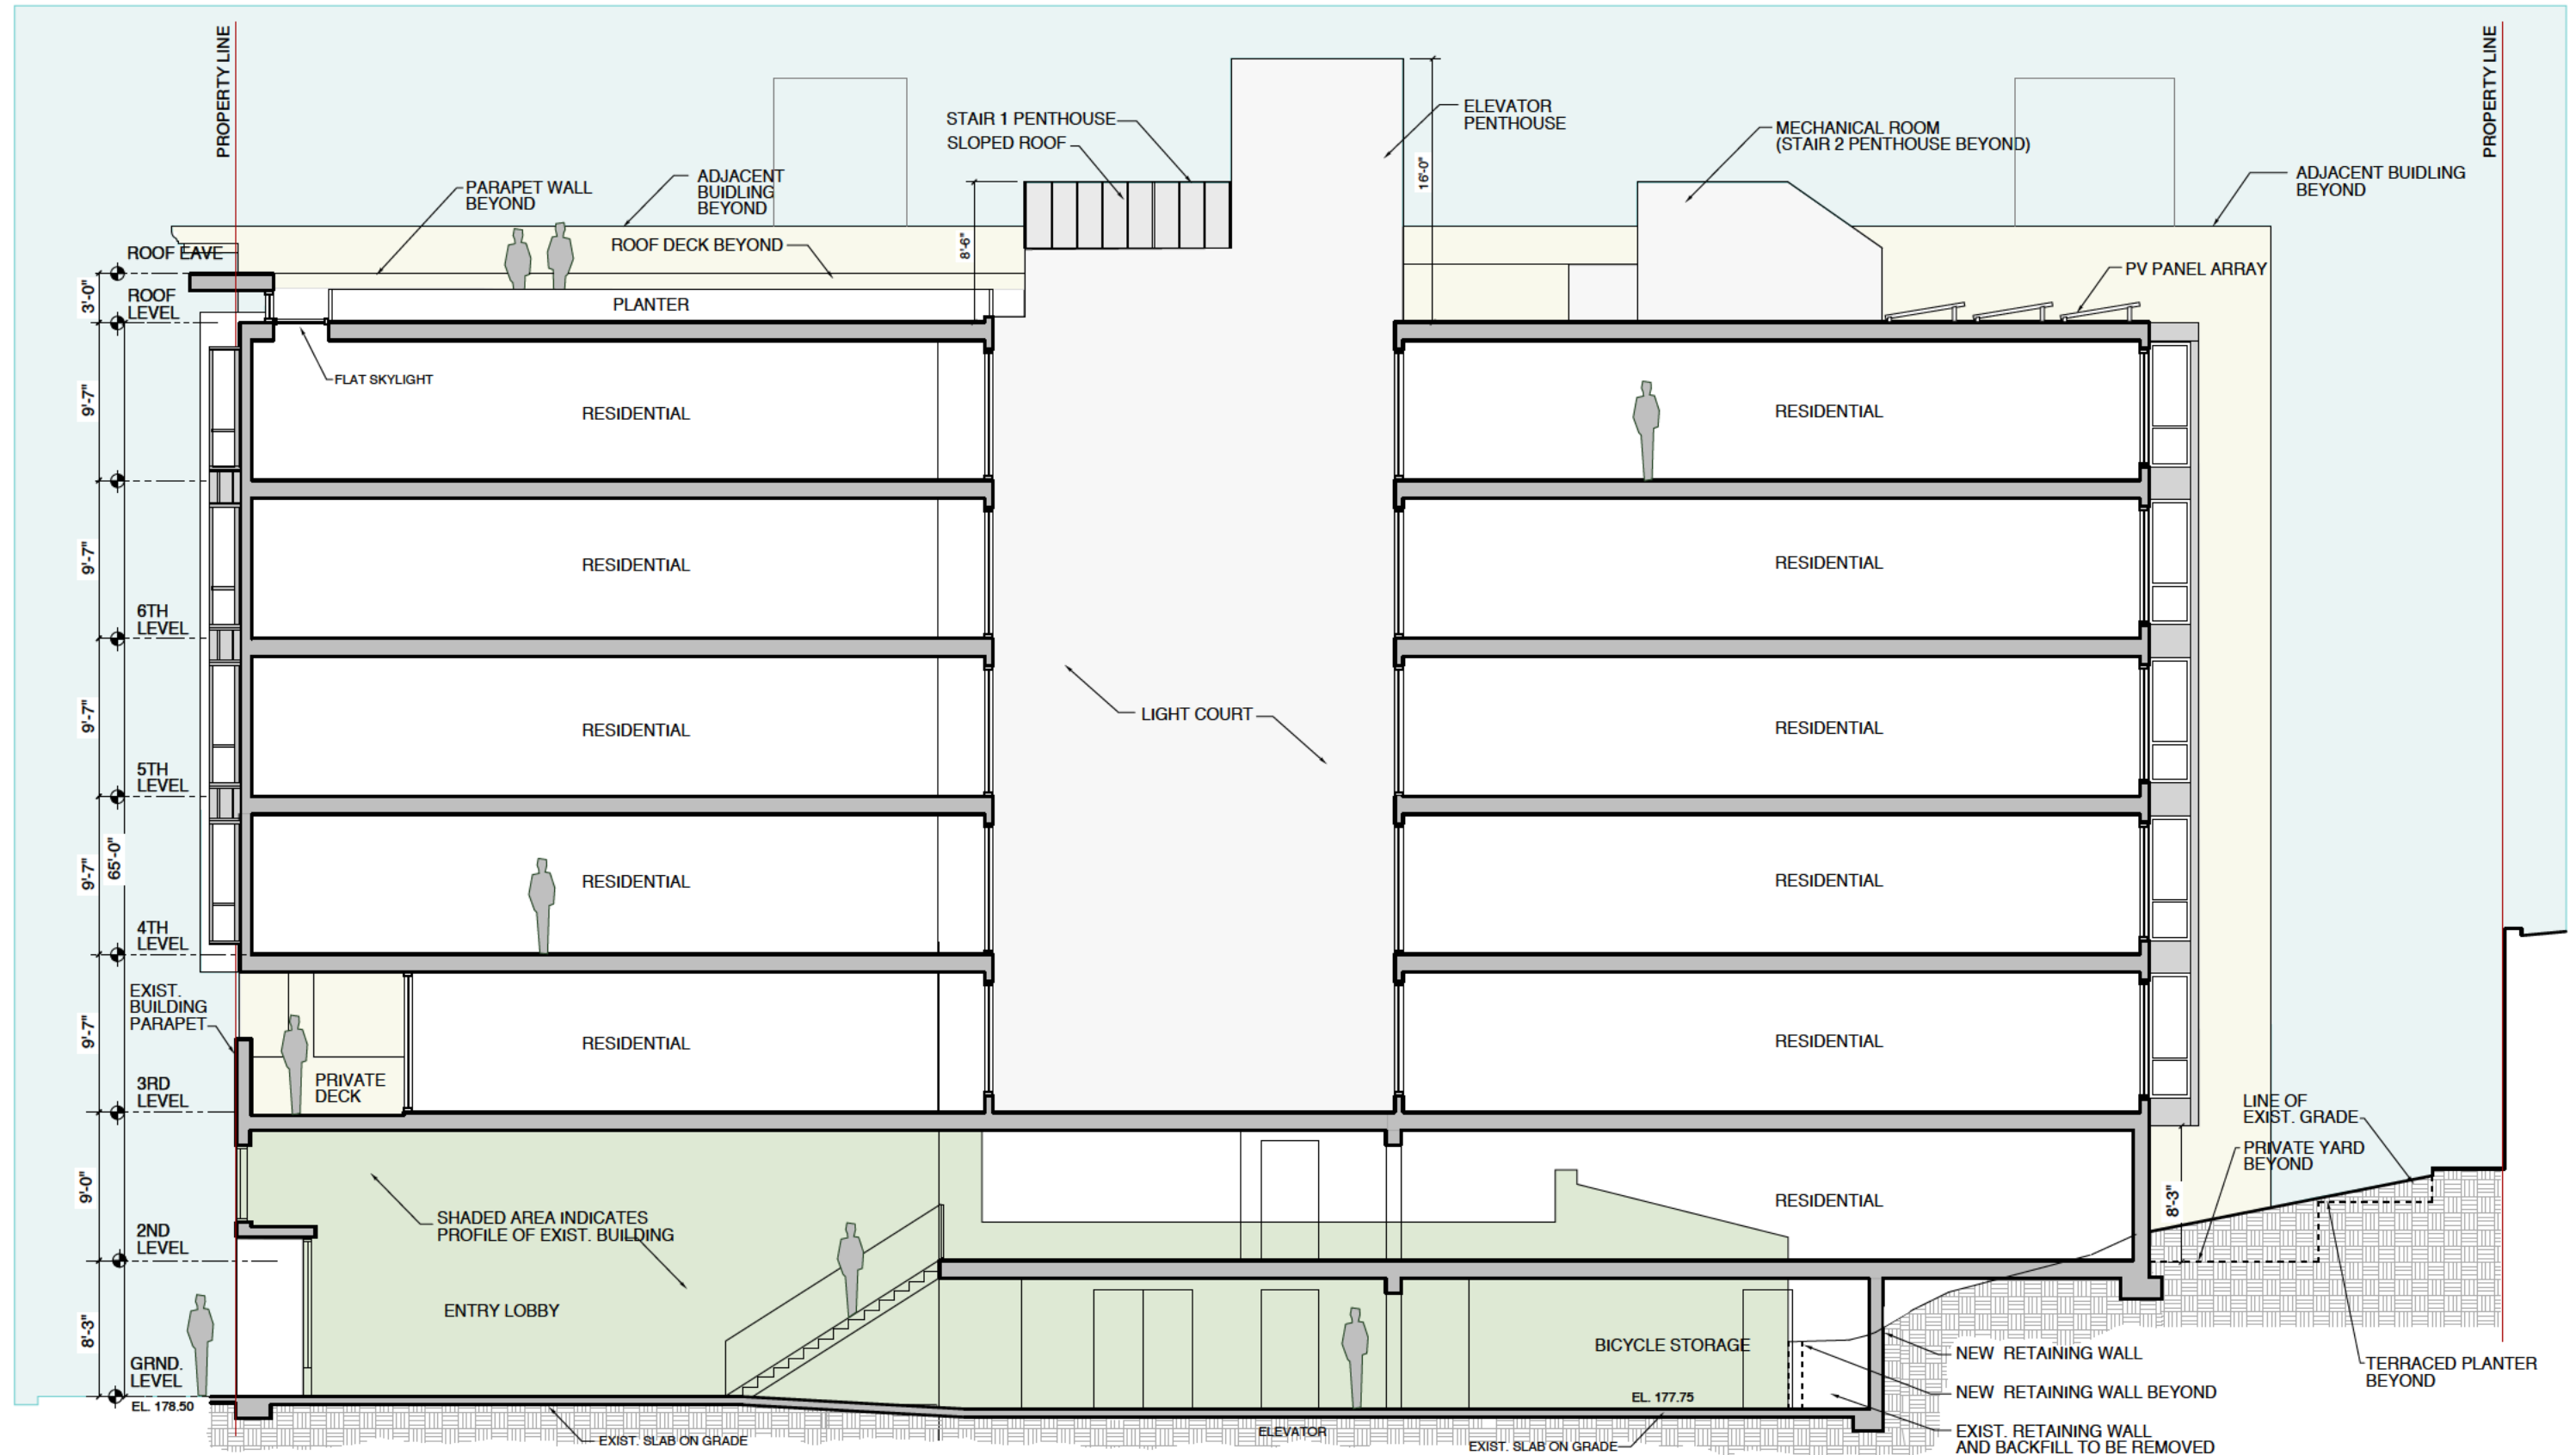 PROPERTY LINE
PROPERTY LINE
STAIR 1 PENTHOUSE
SLOPED ROOF
ELEVATOR
PENTHOUSE
MECHANICAL ROOM
(STAIR 2 PENTHOUSE BEYOND)
16'-0"
ADJACENT BUIDLING
BEYOND
PARAPET WALL
BEYOND
ADJACENT
BUIDLING
BEYOND
ROOF DECK BEYOND
8'-6"
ROOF EAVE
3'-0"
ROOF
LEVEL
PLANTER
PV PANEL ARRAY
FLAT SKYLIGHT
9'-7"
RESIDENTIAL
RESIDENTIAL
9'-7"
RESIDENTIAL
RESIDENTIAL
6TH
LEVEL
9'-7"
RESIDENTIAL
LIGHT COURT
RESIDENTIAL
5TH
LEVEL
9'-7"
65'-0"
RESIDENTIAL
RESIDENTIAL
4TH
LEVEL
EXIST.
BUILDING
PARAPET
9'-7"
RESIDENTIAL
RESIDENTIAL
PRIVATE
DECK
3RD
LEVEL
LINE OF
EXIST. GRADE
PRIVATE YARD
BEYOND
9'-0"
8'-3"
RESIDENTIAL
SHADED AREA INDICATES
PROFILE OF EXIST. BUILDING
2ND
LEVEL
ENTRY LOBBY
8'-3"
BICYCLE STORAGE
NEW RETAINING WALL
TERRACED PLANTER
BEYOND
GRND.
LEVEL
EL. 178.50
EL. 177.75
NEW RETAINING WALL BEYOND
EXIST. SLAB ON GRADE
ELEVATOR
EXIST. SLAB ON GRADE
EXIST. RETAINING WALL
AND BACKFILL TO BE REMOVED